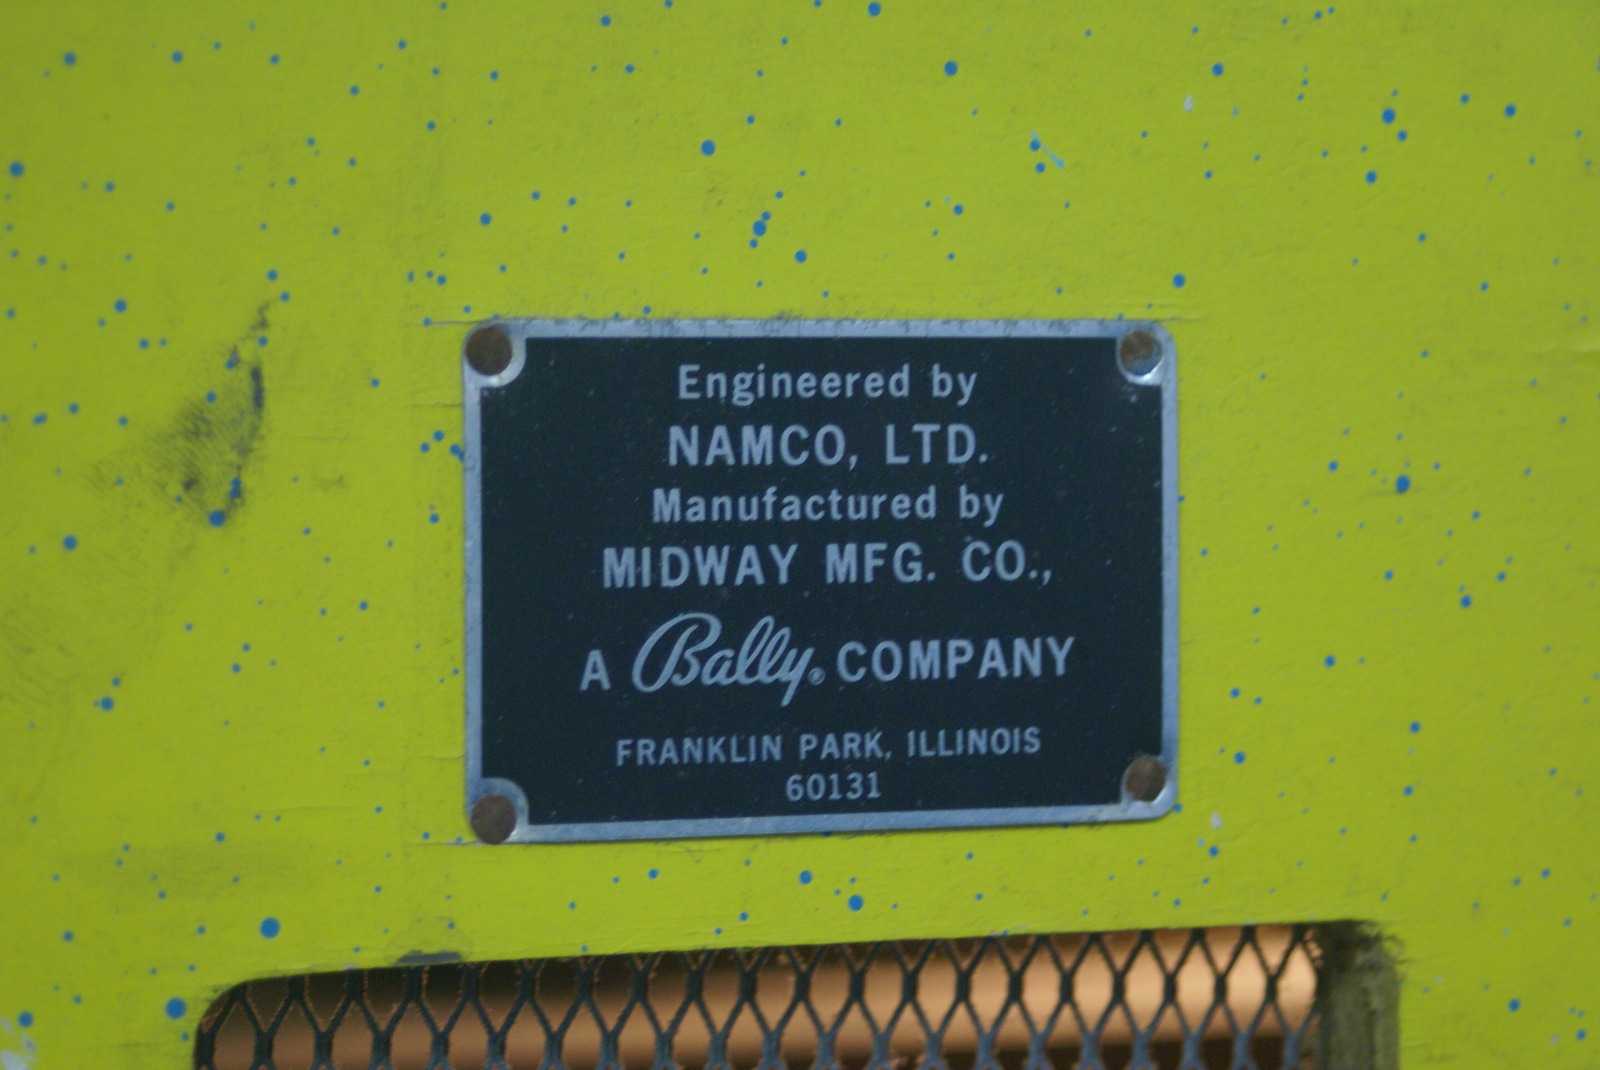 Engineered by
NAMCO, LTD.
Manufactured by
MIDWAY MFG. CO.,
A Bally® COMPANY
FRANKLIN PARK, ILLINOIS
60131